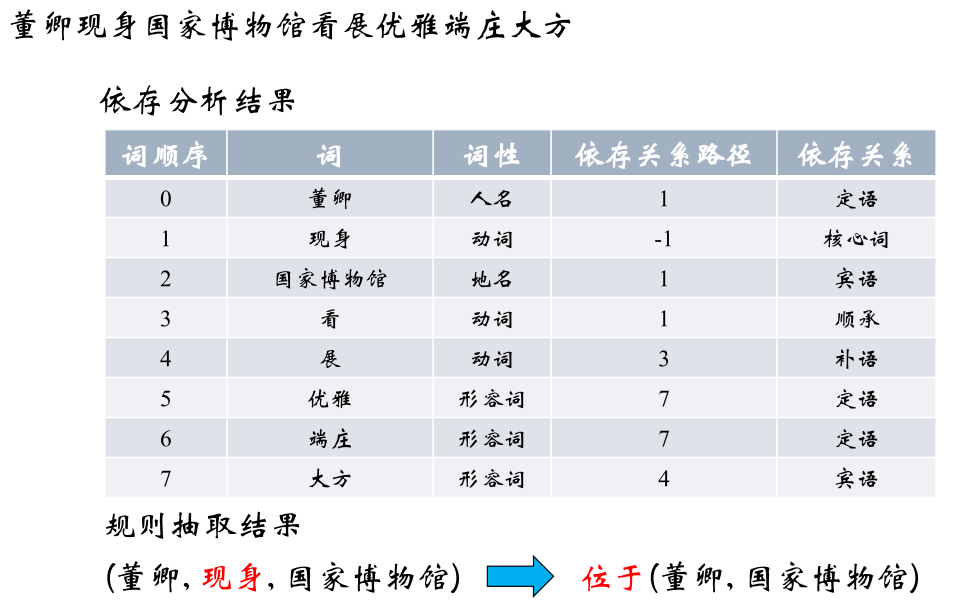 董卿现身国家博物馆看展优雅端庄大方
依存分析结果
词顺序 词 词性 依存关系路径 依存关系
0 董卿 人名 1 定语
1 现身 动词 -1 核心词
2 国家博物馆 地名 1 宾语
3 看 动词 1 顺承
4 展 动词 3 补语
5 优雅 形容词 7 定语
6 端庄 形容词 7 定语
7 大方 形容词 4 宾语
规则抽取结果
(董卿, 现身, 国家博物馆) 位于(董卿, 国家博物馆)